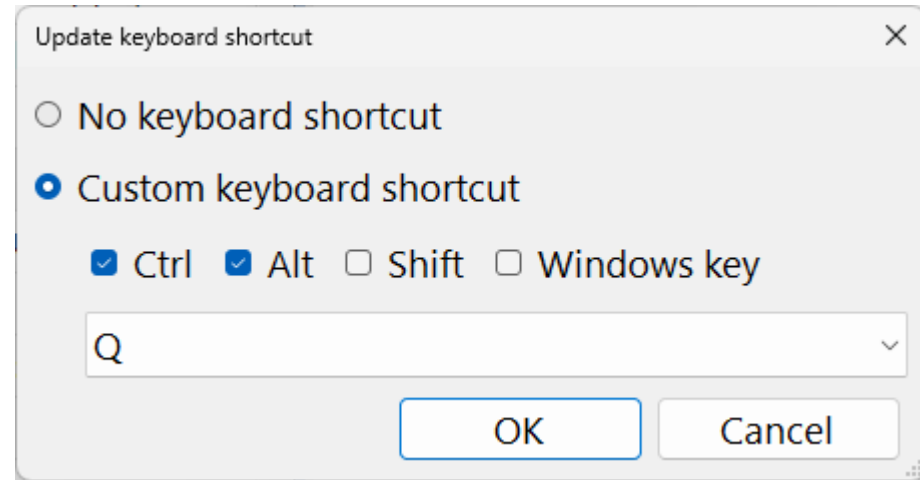 Update keyboard shortcut
No keyboard shortcut
Custom keyboard shortcut
Ctrl Alt Shift Windows key
Q
OK Cancel